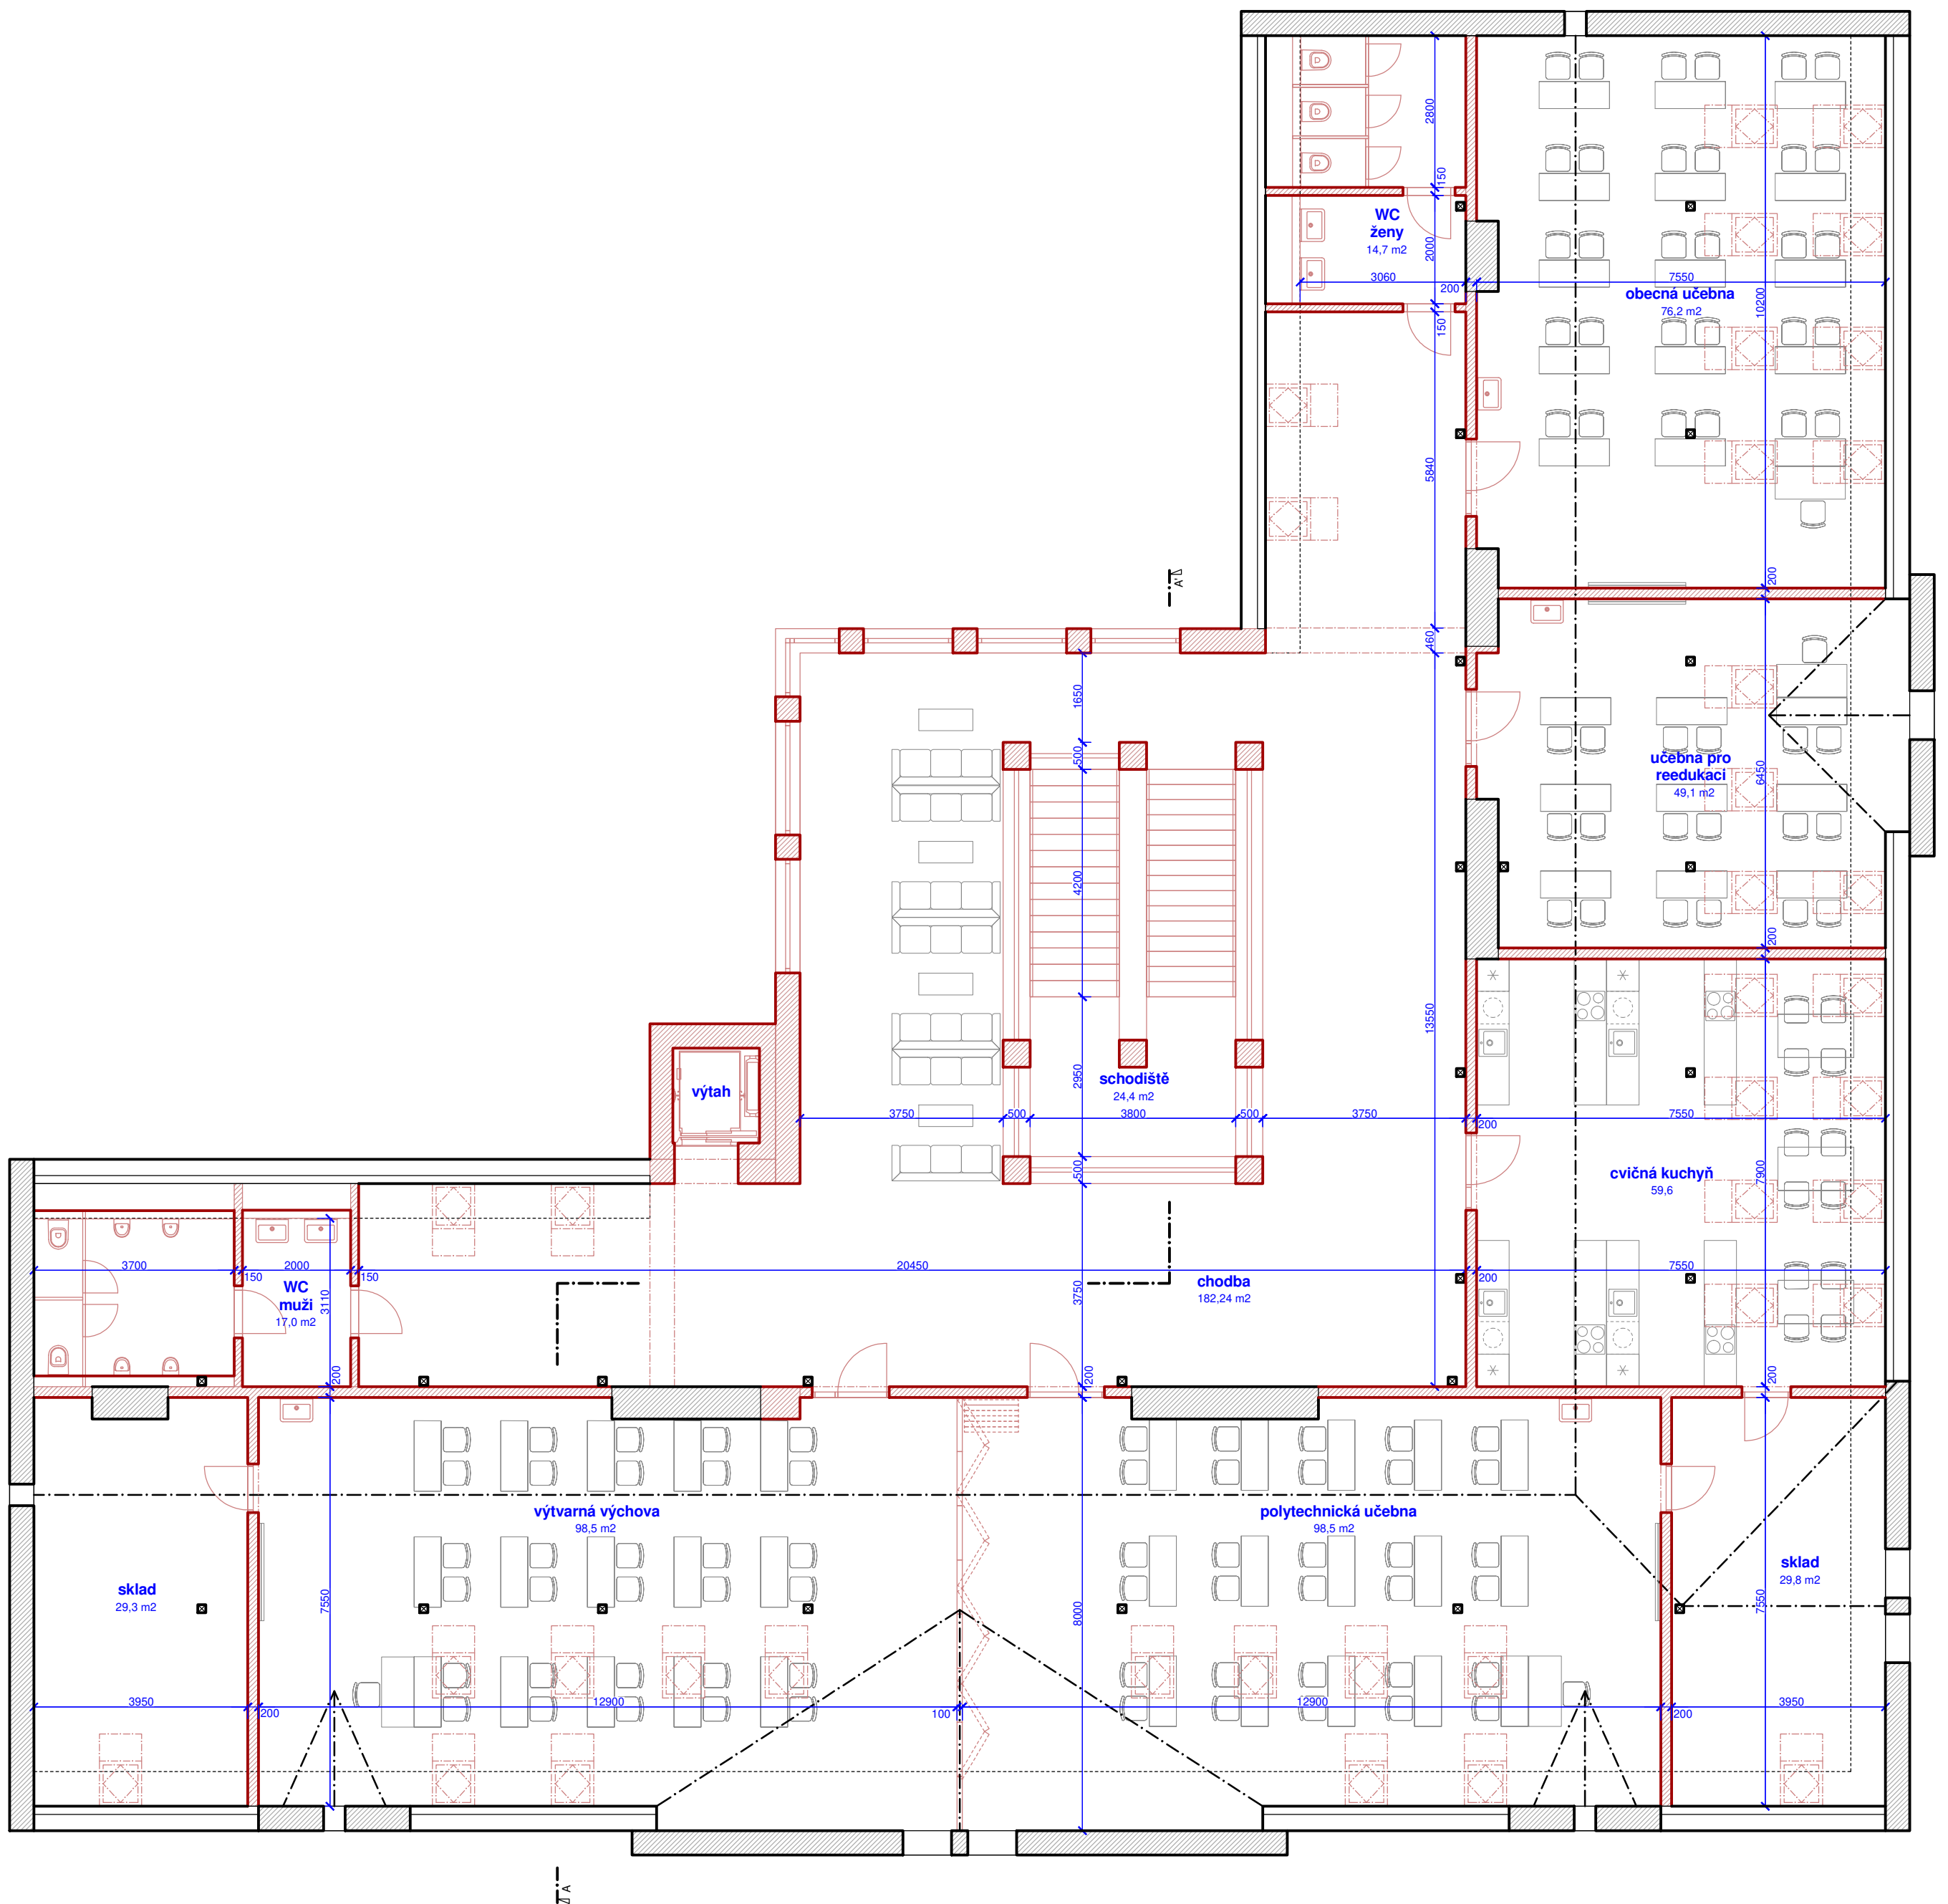 2800
150
WC
ženy
14,7 m2
2000
3060
200
7550
obecná učebna
76,2 m2
10200
150
5840
200
A'
460
1650
500
učebna pro
reedukaci
49,1 m2
6450
4200
200
13550
2950
výtah
schodiště
24,4 m2
3750
500
3800
500
3750
200
7550
500
cvičná kuchyň
59,6
7900
3700
150
2000
150
20450
200
7550
WC
muži
17,0 m2
3110
3750
chodba
182,24 m2
200
200
200
výtvarná výchova
98,5 m2
polytechnická učebna
98,5 m2
sklad
29,3 m2
sklad
29,8 m2
7550
8000
7550
3950
200
12900
100
12900
200
3950
A